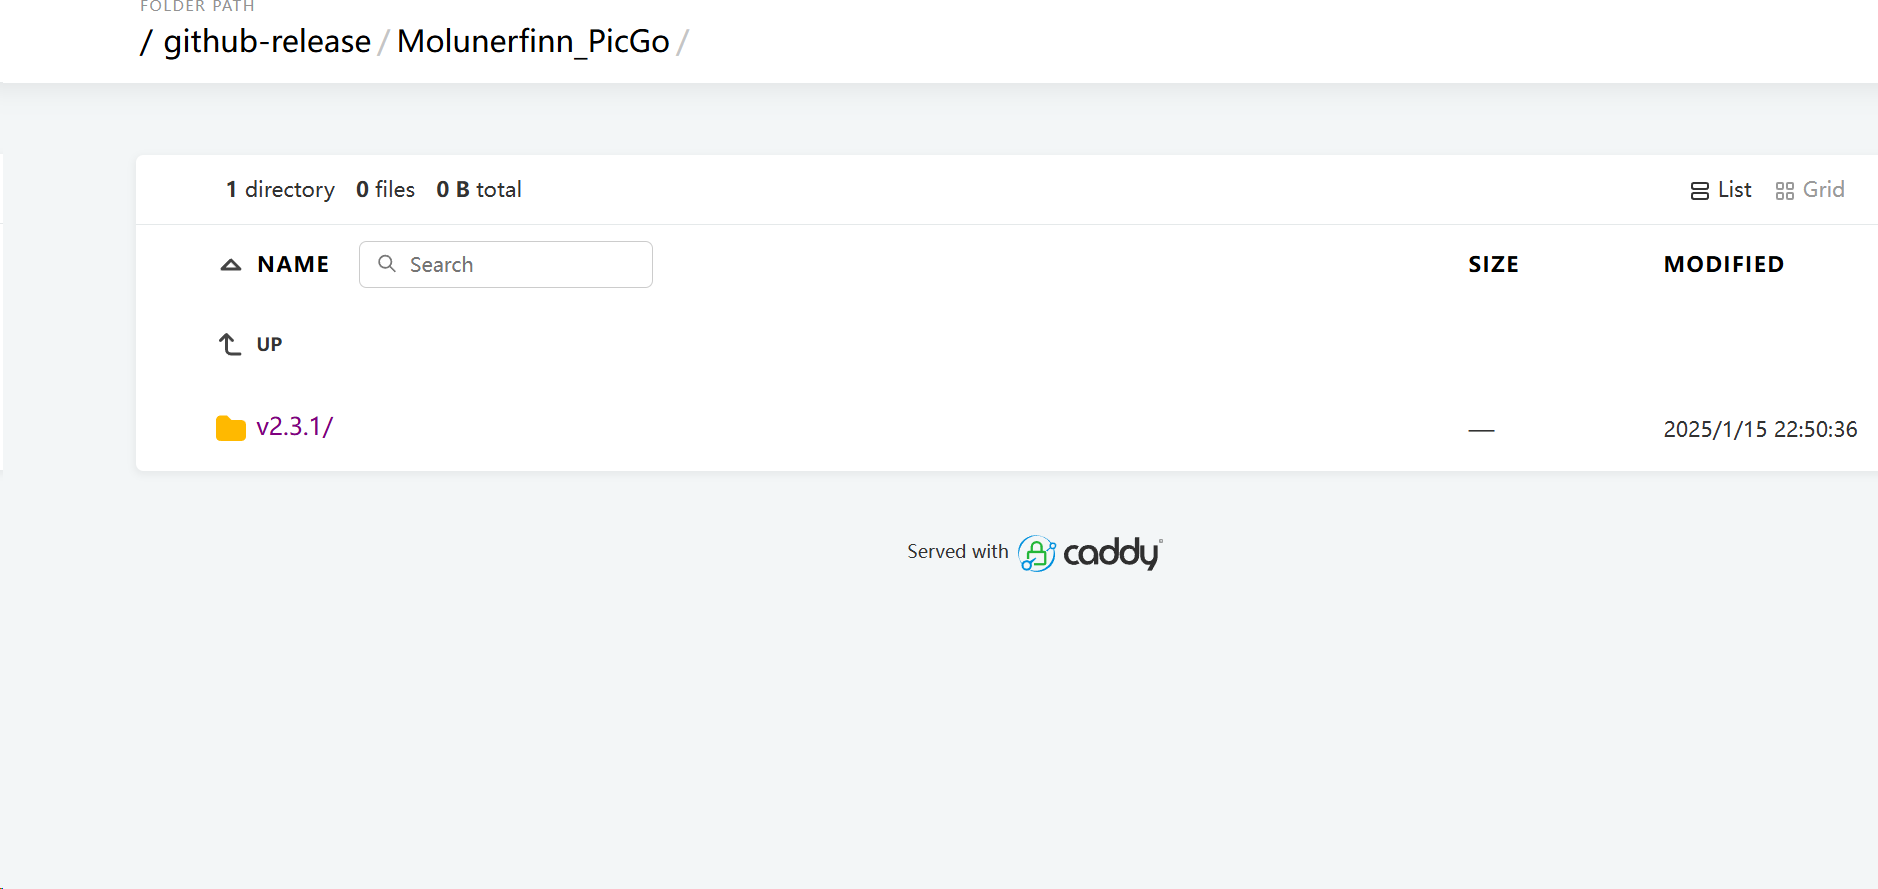 FOLDER PATH
/ github-release / Molunerfinn_PicGo /
1 directory 0 files 0 B total List Grid
NAME Search SIZE MODIFIED
UP
v2.3.1/ — 2025/1/15 22:50:36
Served with caddy